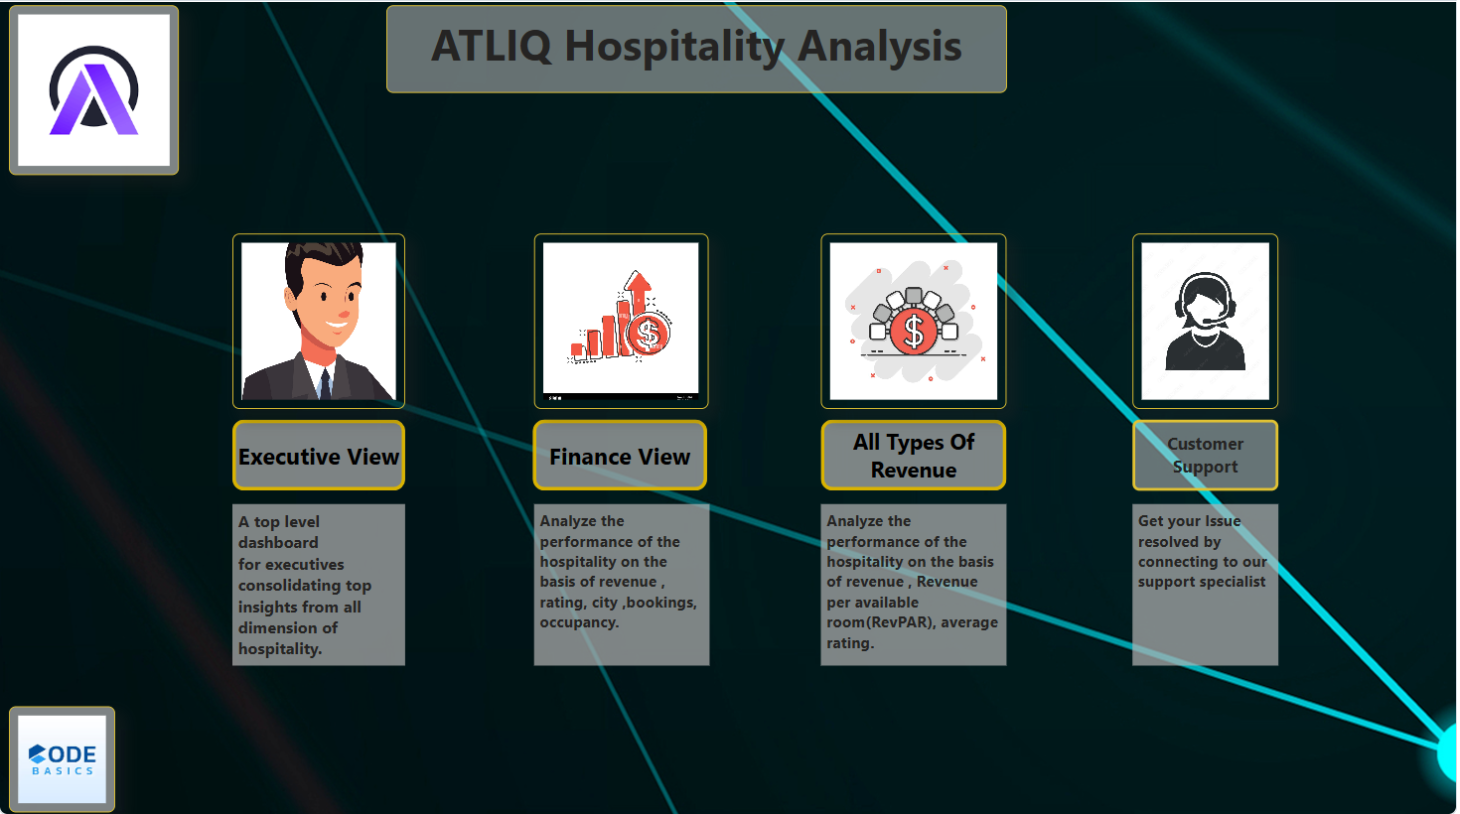 ATLIQ Hospitality Analysis
Executive View
A top level
dashboard
for executives
consolidating top
insights from all
dimension of
hospitality.
$
Finance View
Analyze the
performance of the
hospitality on the
basis of revenue ,
rating, city ,bookings,
occupancy.
$
All Types Of
Revenue
Analyze the
performance of the
hospitality on the basis
of revenue , Revenue
per available
room(RevPAR), average
rating.
Customer
Support
Get your Issue
resolved by
connecting to our
support specialist
CODE
BASICS